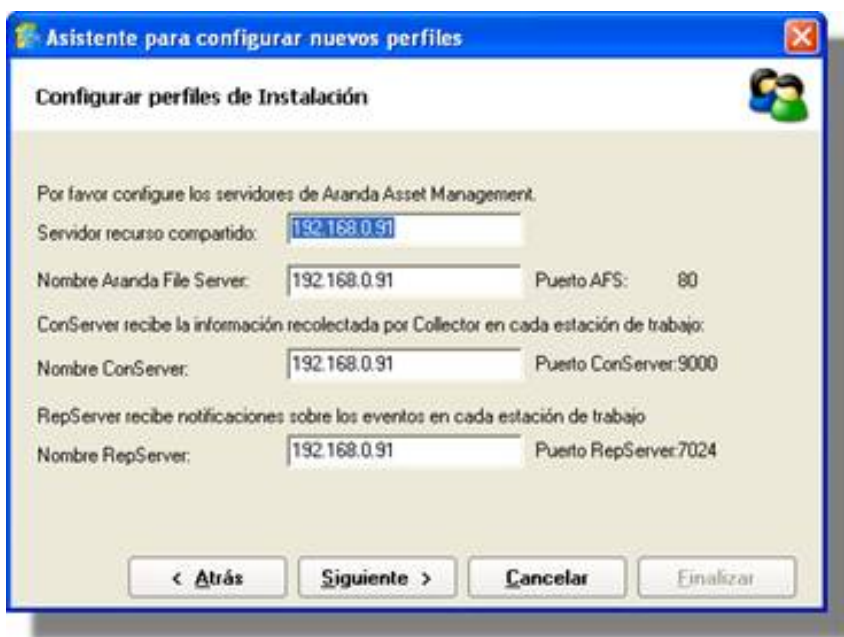 Asistente para configurar nuevos perfiles
Configurar perfiles de Instalación
Por favor configure los servidores de Aranda Asset Management.
Servidor recurso compartido: 192.168.0.91
Nombre Aranda File Server: 192.168.0.91 Puerto AFS: 80
ConServer recibe la información recolectada por Collector en cada estación de trabajo:
Nombre ConServer: 192.168.0.91 Puerto ConServer:9000
RepServer recibe notificaciones sobre los eventos en cada estación de trabajo
Nombre RepServer: 192.168.0.91 Puerto RepServer:7024
< Atrás Siguiente > Cancelar Finalizar